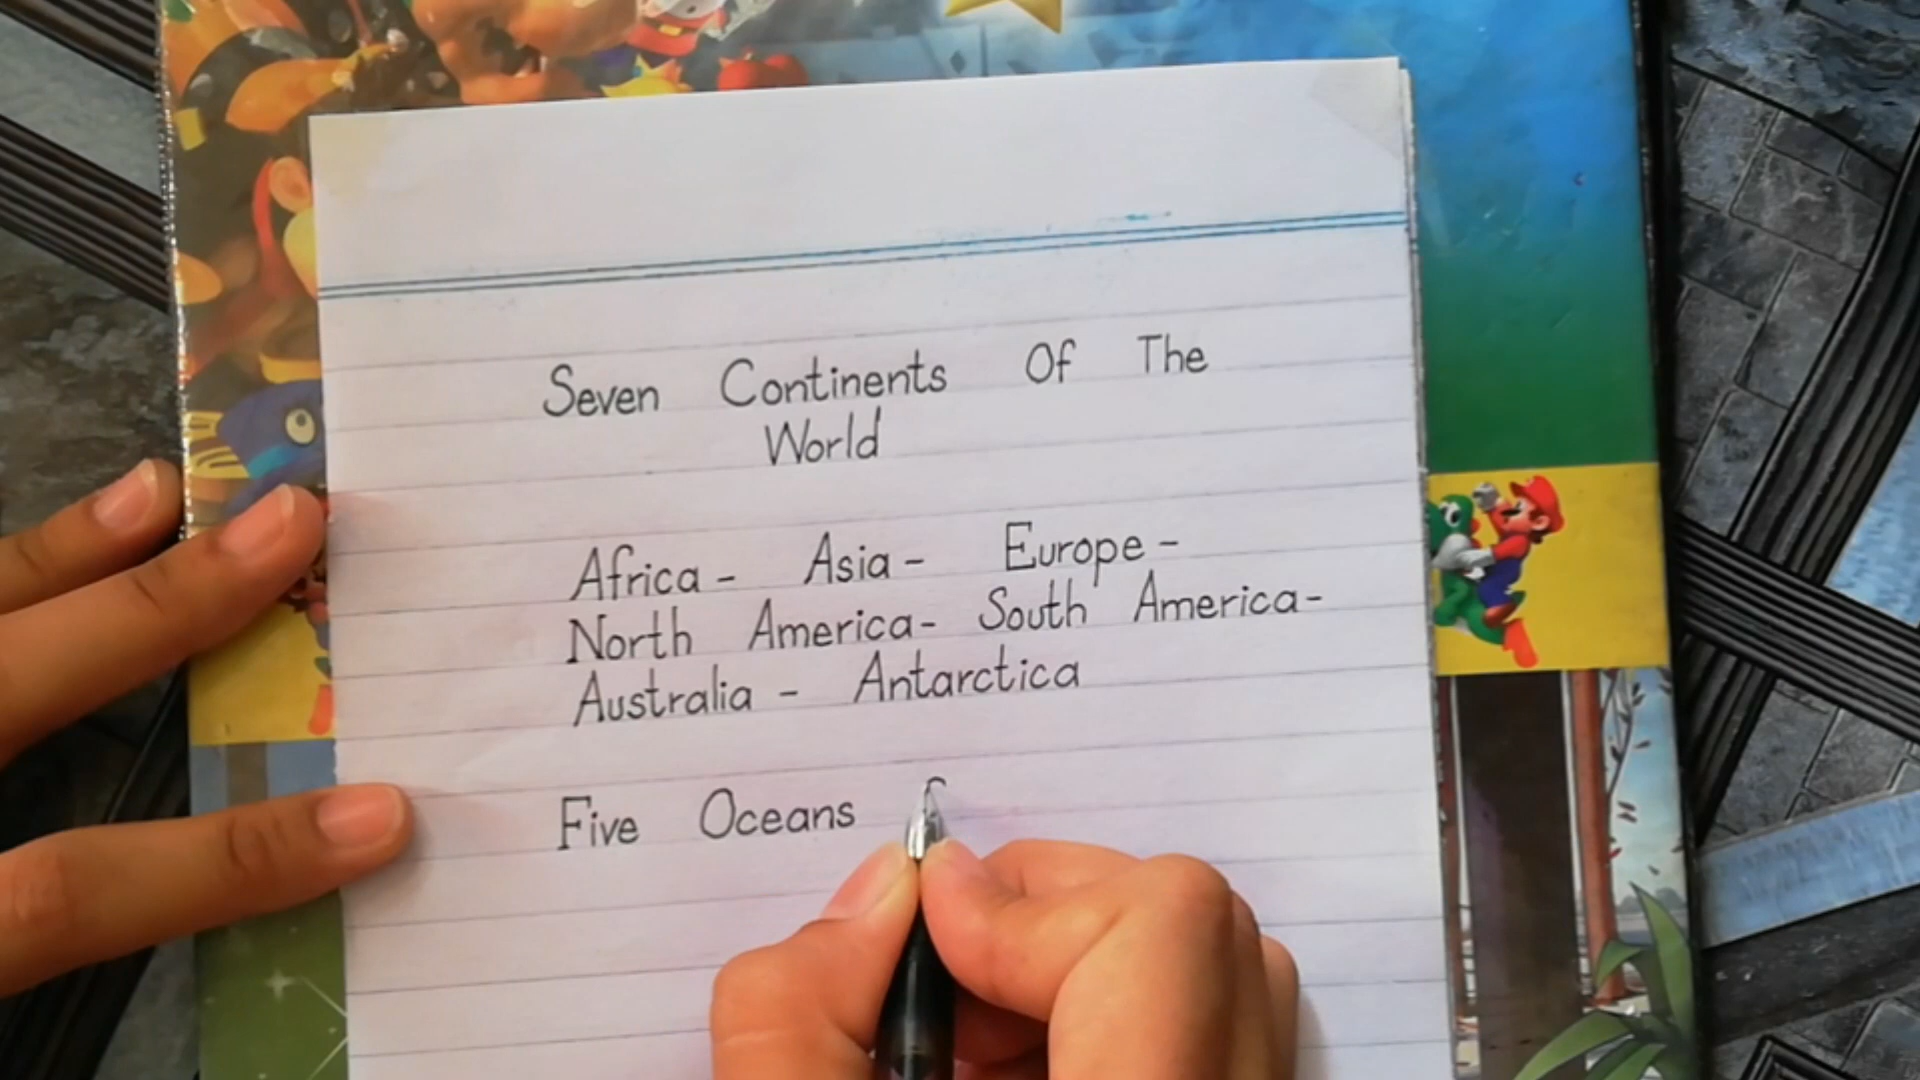 Seven Continents Of The
World
Africa - Asia - Europe -
North America - South America -
Australia - Antarctica
Five Oceans